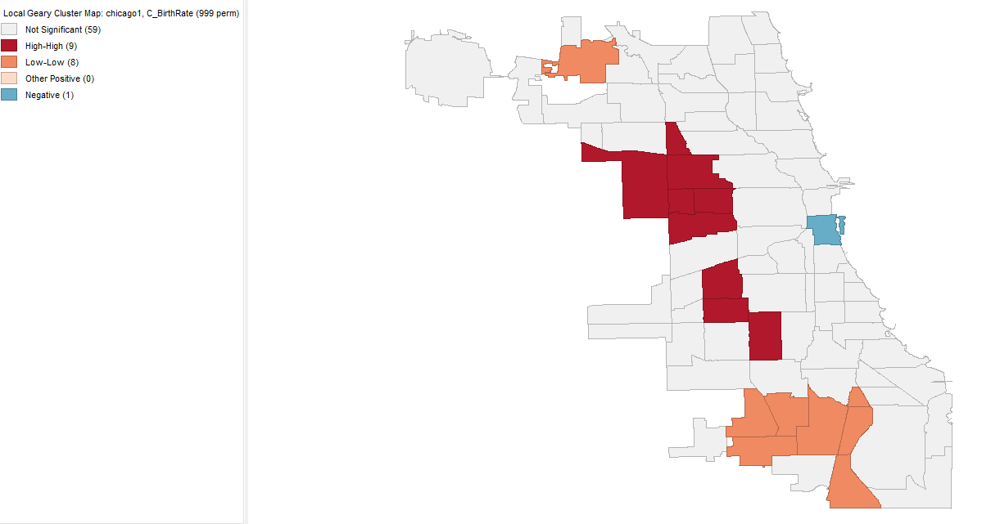 Local Geary Cluster Map: chicago1, C_BirthRate (999 perm)
Not Significant (59)
High-High (9)
Low-Low (8)
Other Positive (0)
Negative (1)